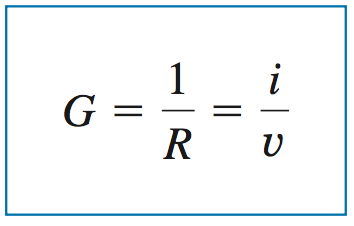 G = 1/R = i/v